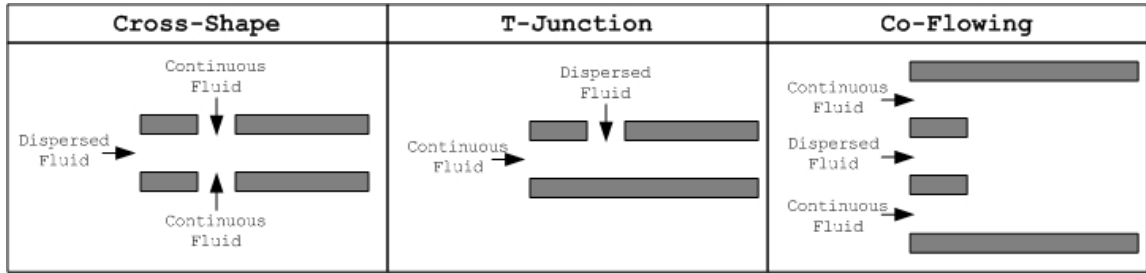 Cross-Shape
T-Junction
Co-Flowing
Continuous
Fluid
Dispersed
Fluid
Continuous
Fluid
Dispersed
Fluid
Continuous
Fluid
Continuous
Fluid
Dispersed
Fluid
Continuous
Fluid